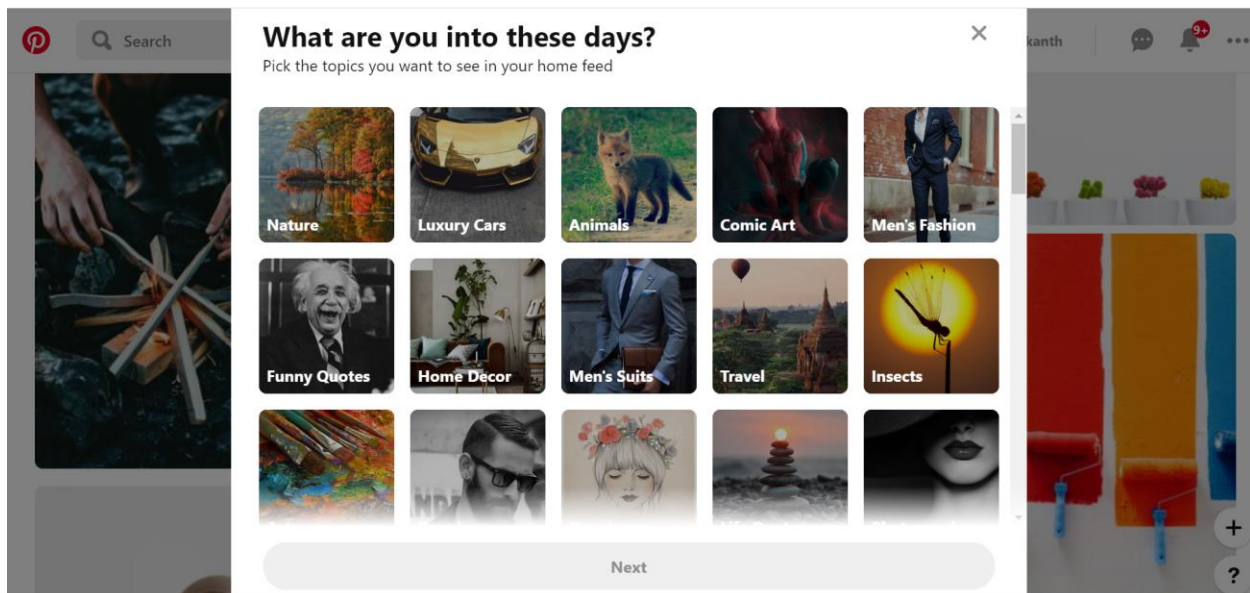 What are you into these days?
Pick the topics you want to see in your home feed
Search
kanth
9+
Nature
Luxury Cars
Animals
Comic Art
Men's Fashion
Funny Quotes
Home Decor
Men's Suits
Travel
Insects
Next
+
?